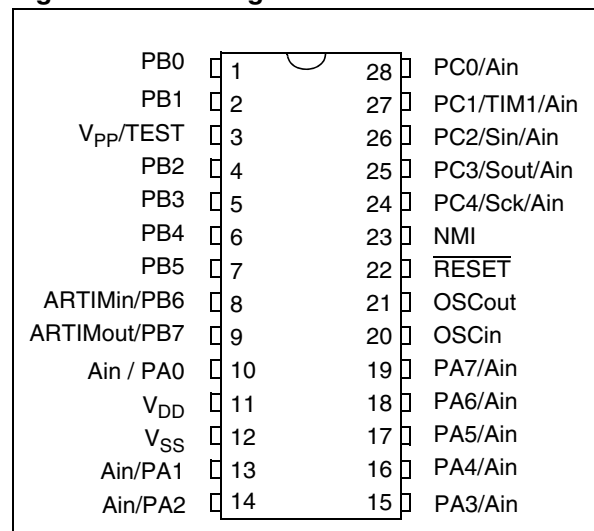 PB0 1 28 PC0/Ain
PB1 2 27 PC1/TIM1/Ain
VPP/TEST 3 26 PC2/Sin/Ain
PB2 4 25 PC3/Sout/Ain
PB3 5 24 PC4/Sck/Ain
PB4 6 23 NMI
PB5 7 22 RESET
ARTIMin/PB6 8 21 OSCout
ARTIMout/PB7 9 20 OSCin
Ain / PA0 10 19 PA7/Ain
VDD 11 18 PA6/Ain
VSS 12 17 PA5/Ain
Ain/PA1 13 16 PA4/Ain
Ain/PA2 14 15 PA3/Ain